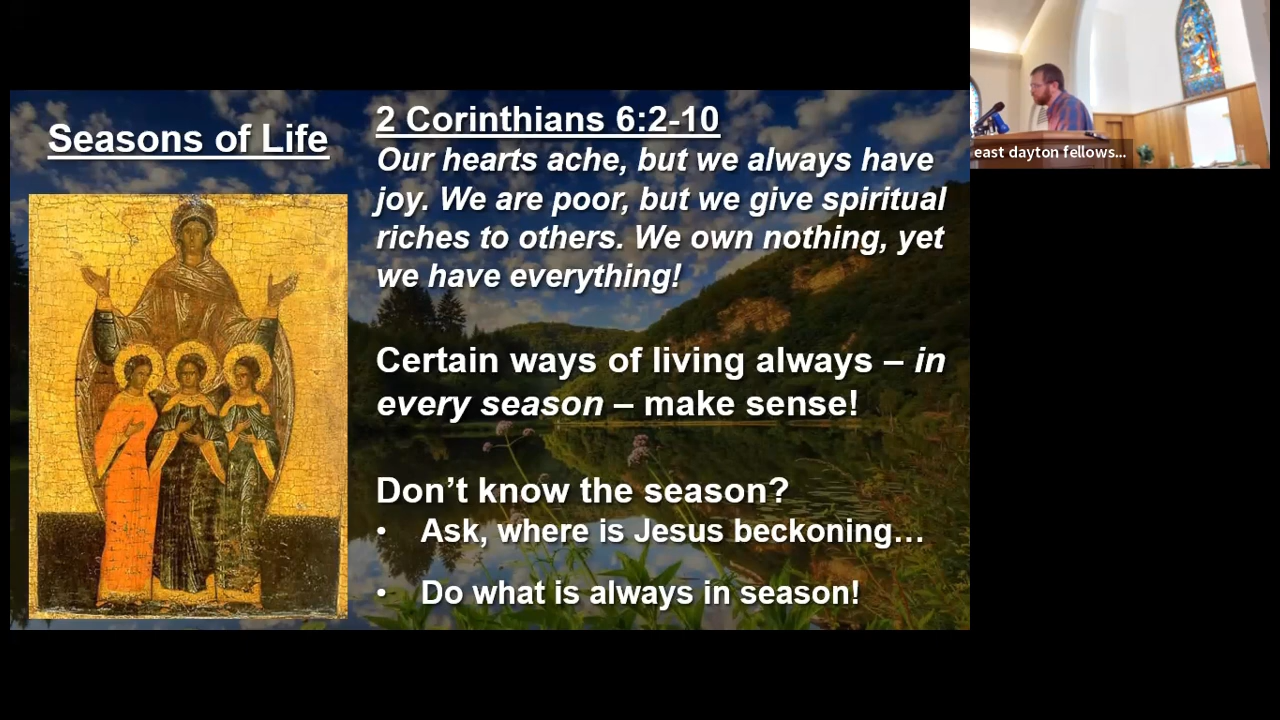 Seasons of Life
2 Corinthians 6:2-10
Our hearts ache, but we always have
joy. We are poor, but we give spiritual
riches to others. We own nothing, yet
we have everything!
Certain ways of living always – in
every season – make sense!
Don’t know the season?
• Ask, where is Jesus beckoning…
• Do what is always in season!
east dayton fellows...